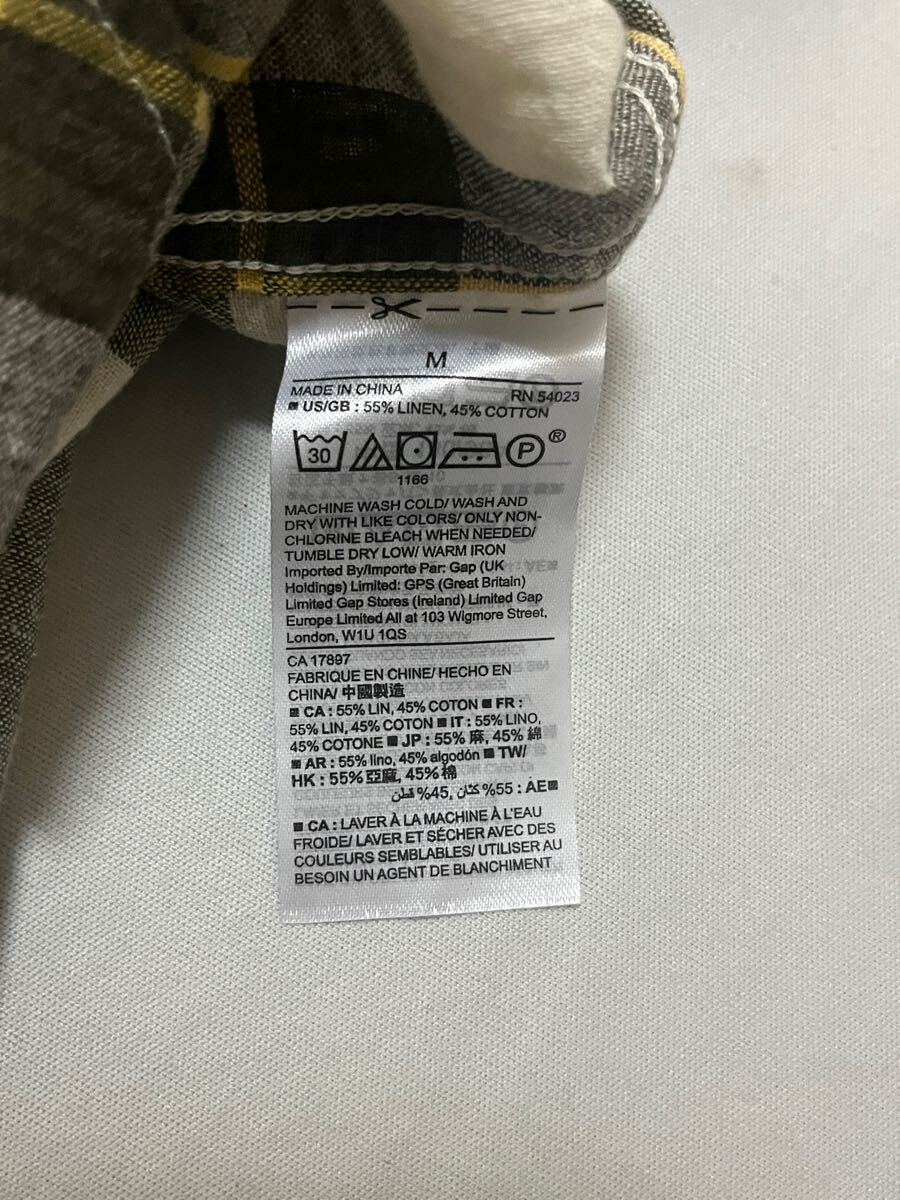 M
MADE IN CHINA RN 54023
US/GB : 55% LINEN, 45% COTTON
30 P ®
1166
MACHINE WASH COLD/ WASH AND
DRY WITH LIKE COLORS/ ONLY NON-
CHLORINE BLEACH WHEN NEEDED/
TUMBLE DRY LOW/ WARM IRON
Imported By/Importe Par: Gap (UK
Holdings) Limited: GPS (Great Britain)
Limited Gap Stores (Ireland) Limited Gap
Europe Limited All at 103 Wigmore Street,
London, W1U 1QS
CA 17897
FABRIQUE EN CHINE/ HECHO EN
CHINA/ 中國製造
■ CA : 55% LIN, 45% COTON ■ FR :
55% LIN, 45% COTON ■ IT : 55% LINO,
45% COTONE ■ JP : 55% 麻, 45% 綿
■ AR : 55% lino, 45% algodón ■ TW/
HK : 55% 亞麻, 45% 棉
■AE : 55% كتان, 45% قطن
■ CA : LAVER À LA MACHINE À L'EAU
FROIDE/ LAVER ET SÉCHER AVEC DES
COULEURS SEMBLABLES/ UTILISER AU
BESOIN UN AGENT DE BLANCHIMENT